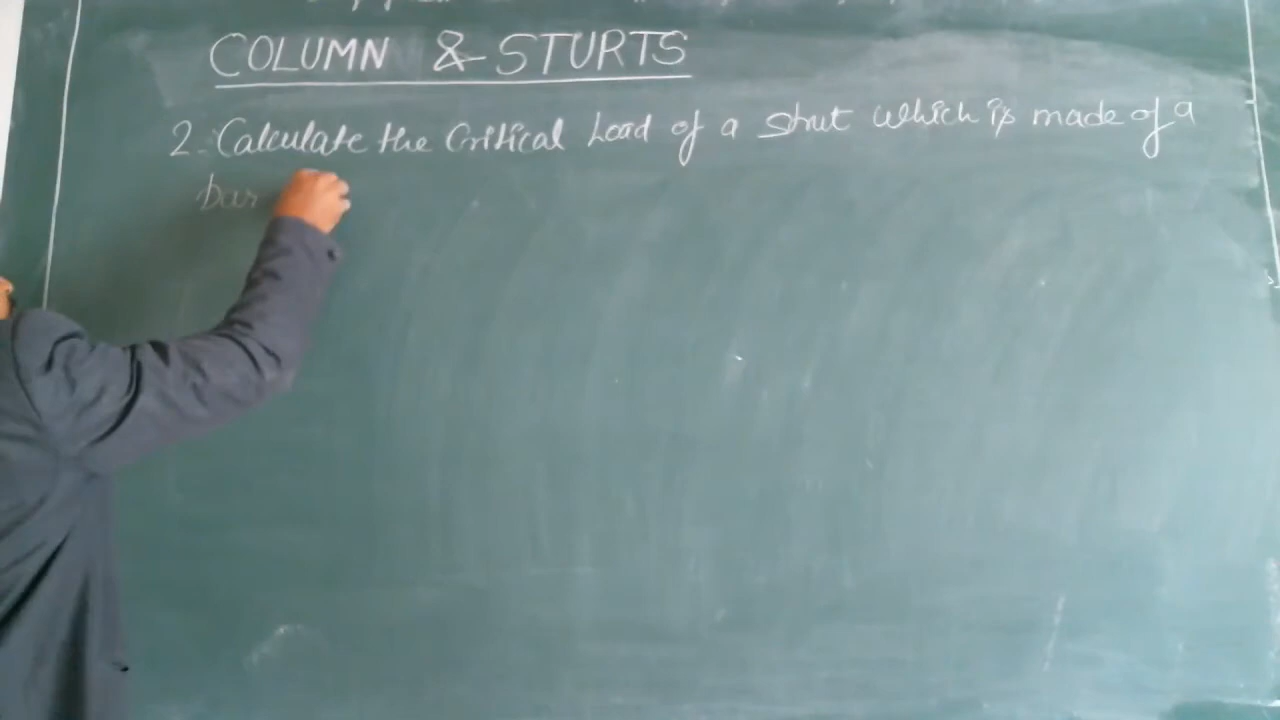 COLUMN & STURTS
2. Calculate the Critical Load of a strut which is made of a
bar